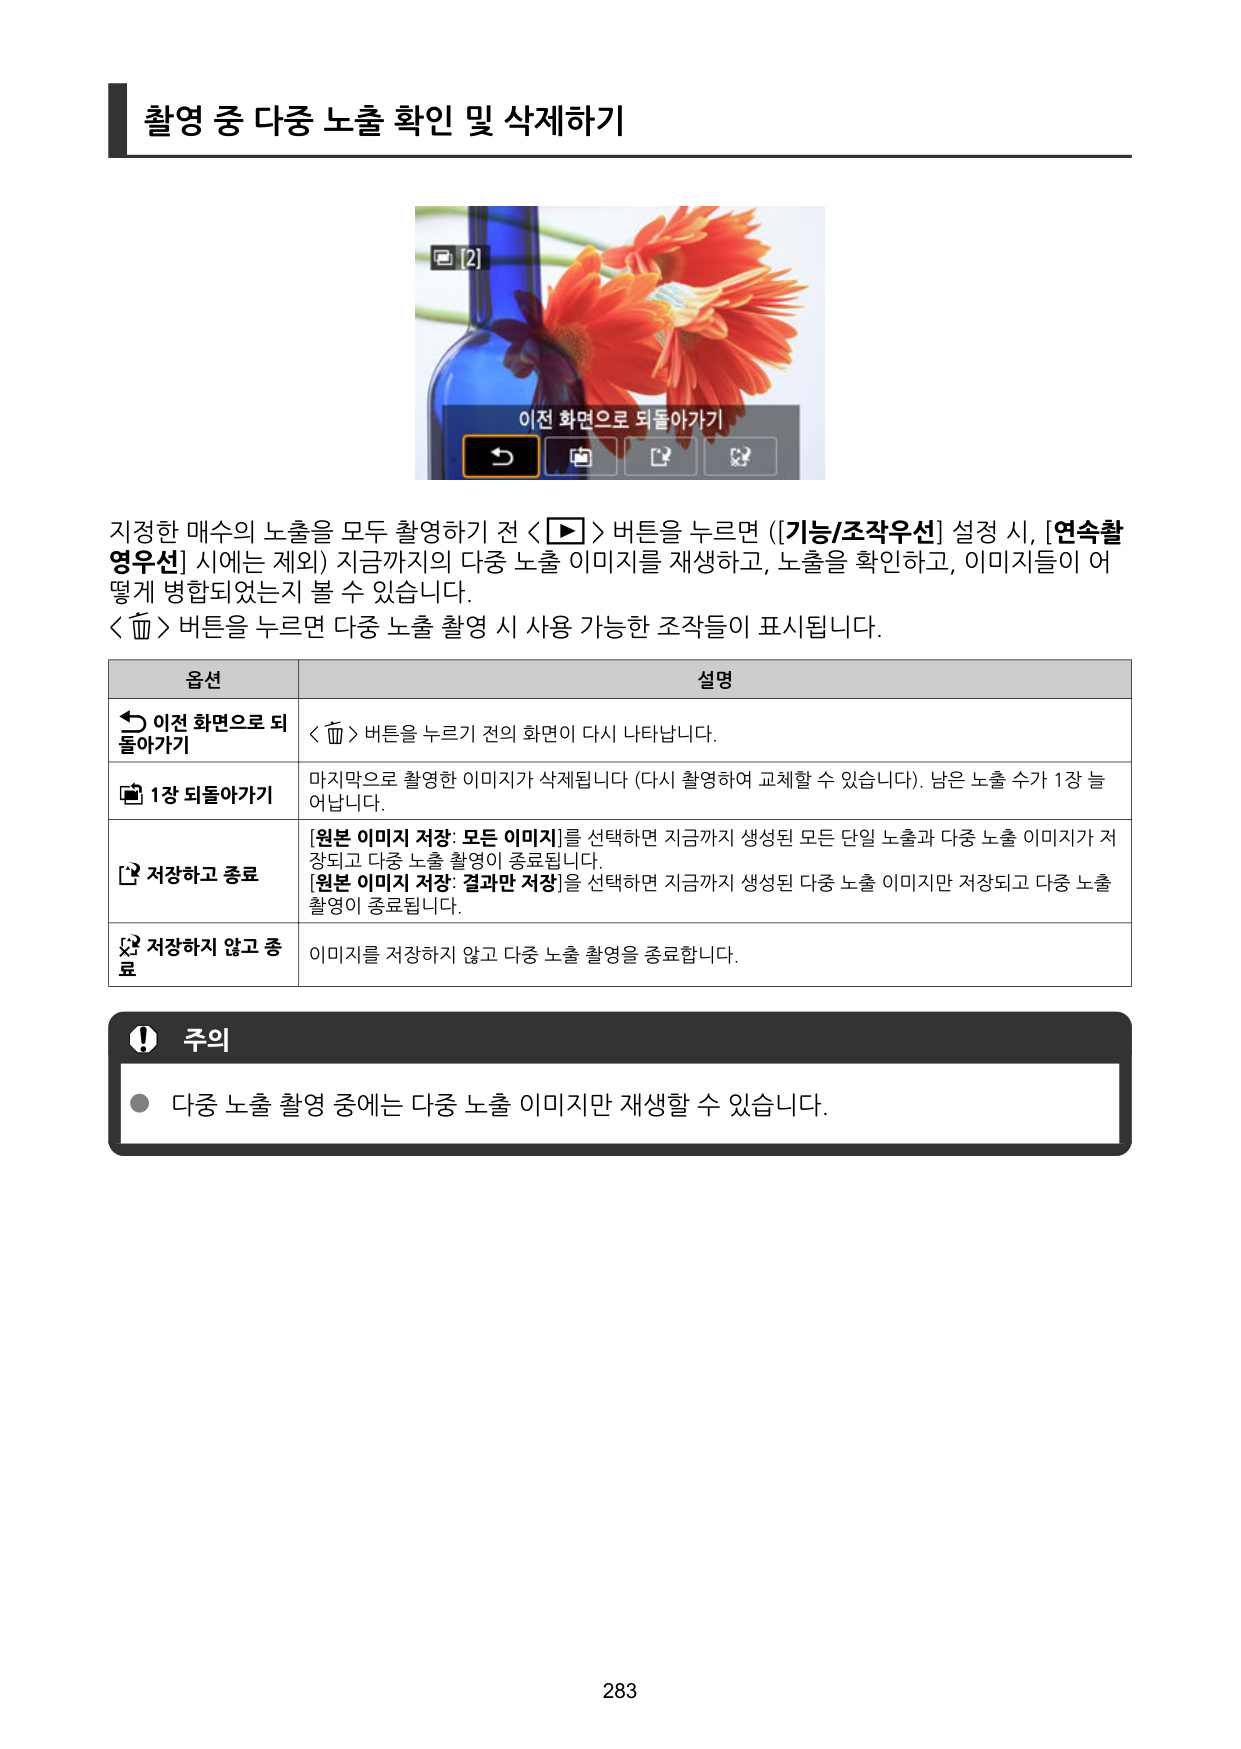 촬영 중 다중 노출 확인 및 삭제하기
[2]
이전 화면으로 되돌아가기
지정한 매수의 노출을 모두 촬영하기 전 < > 버튼을 누르면 ([기능/조작우선] 설정 시, [연속촬
영우선] 시에는 제외) 지금까지의 다중 노출 이미지를 재생하고, 노출을 확인하고, 이미지들이 어
떻게 병합되었는지 볼 수 있습니다.
< > 버튼을 누르면 다중 노출 촬영 시 사용 가능한 조작들이 표시됩니다.
옵션 설명
이전 화면으로 되
돌아가기
< > 버튼을 누르기 전의 화면이 다시 나타납니다.
1장 되돌아가기
마지막으로 촬영한 이미지가 삭제됩니다 (다시 촬영하여 교체할 수 있습니다). 남은 노출 수가 1장 늘
어납니다.
저장하고 종료
[원본 이미지 저장: 모든 이미지]를 선택하면 지금까지 생성된 모든 단일 노출과 다중 노출 이미지가 저
장되고 다중 노출 촬영이 종료됩니다.
[원본 이미지 저장: 결과만 저장]을 선택하면 지금까지 생성된 다중 노출 이미지만 저장되고 다중 노출
촬영이 종료됩니다.
저장하지 않고 종
료
이미지를 저장하지 않고 다중 노출 촬영을 종료합니다.
주의
다중 노출 촬영 중에는 다중 노출 이미지만 재생할 수 있습니다.
283